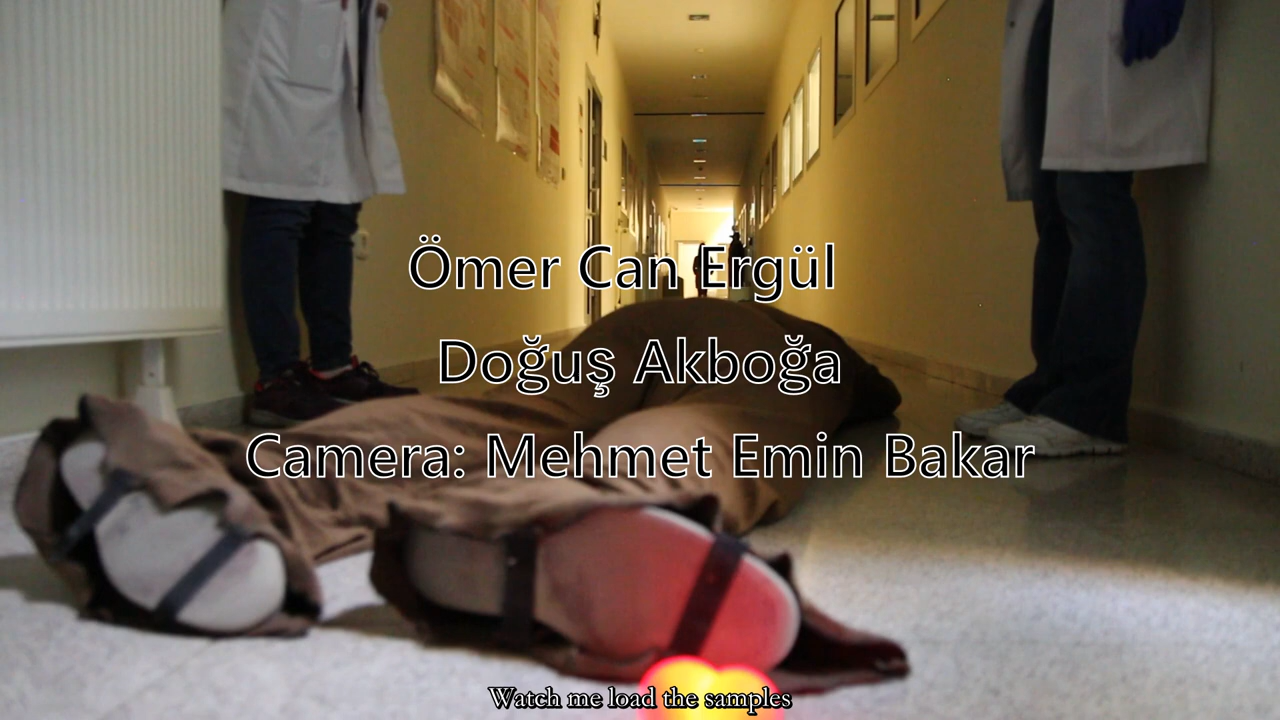 Ömer Can Ergül
Doğuş Akboğa
Camera: Mehmet Emin Bakar
Watch me load the samples